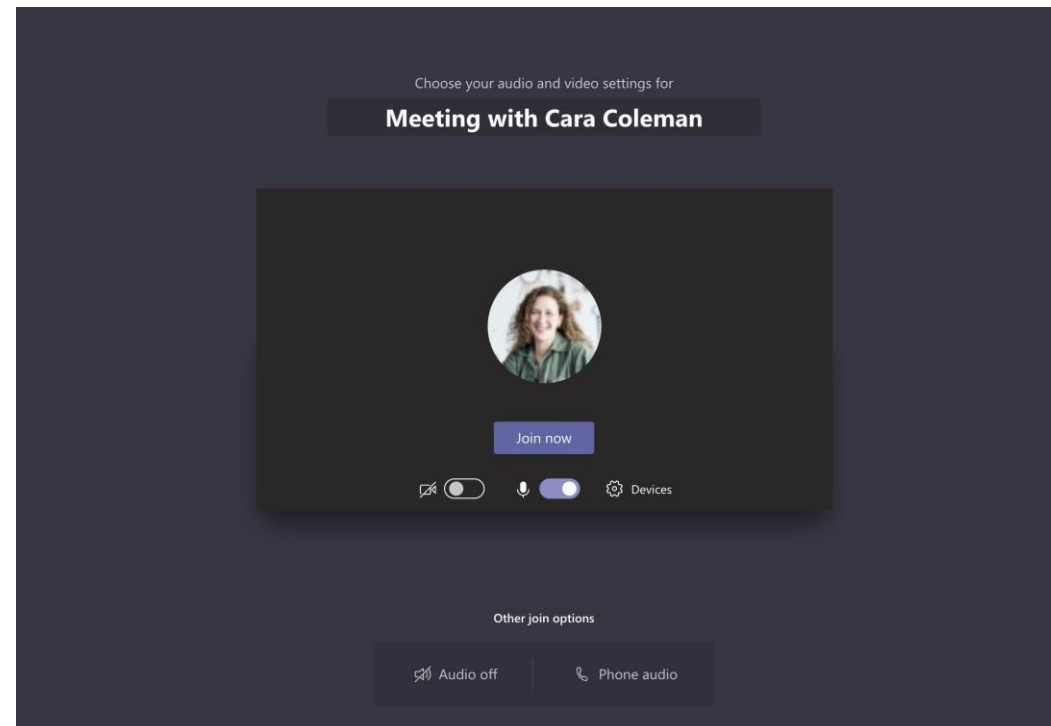 Choose your audio and video settings for
Meeting with Cara Coleman
Join now
Devices
Other join options
Audio off
Phone audio